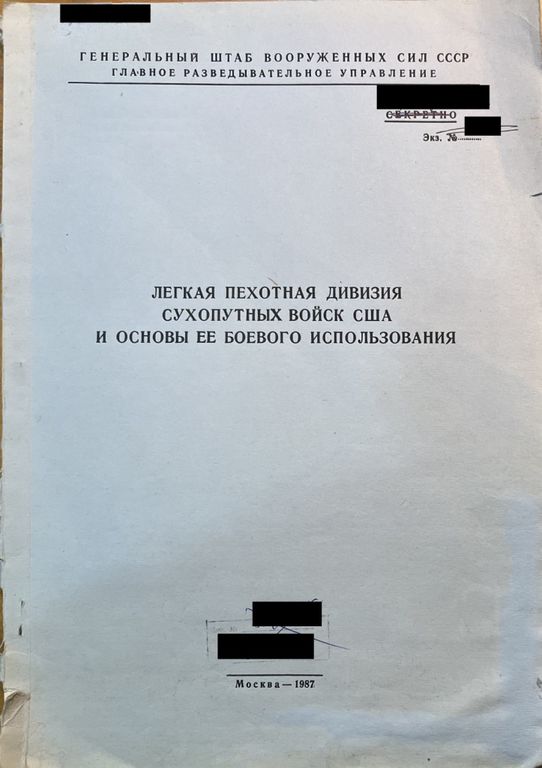 ГЕНЕРАЛЬНЫЙ ШТАБ ВООРУЖЕННЫХ СИЛ СССР
ГЛАВНОЕ РАЗВЕДЫВАТЕЛЬНОЕ УПРАВЛЕНИЕ
СЕКРЕТНО
Экз. №
ЛЕГКАЯ ПЕХОТНАЯ ДИВИЗИЯ
СУХОПУТНЫХ ВОЙСК США
И ОСНОВЫ ЕЕ БОЕВОГО ИСПОЛЬЗОВАНИЯ
Москва — 1987